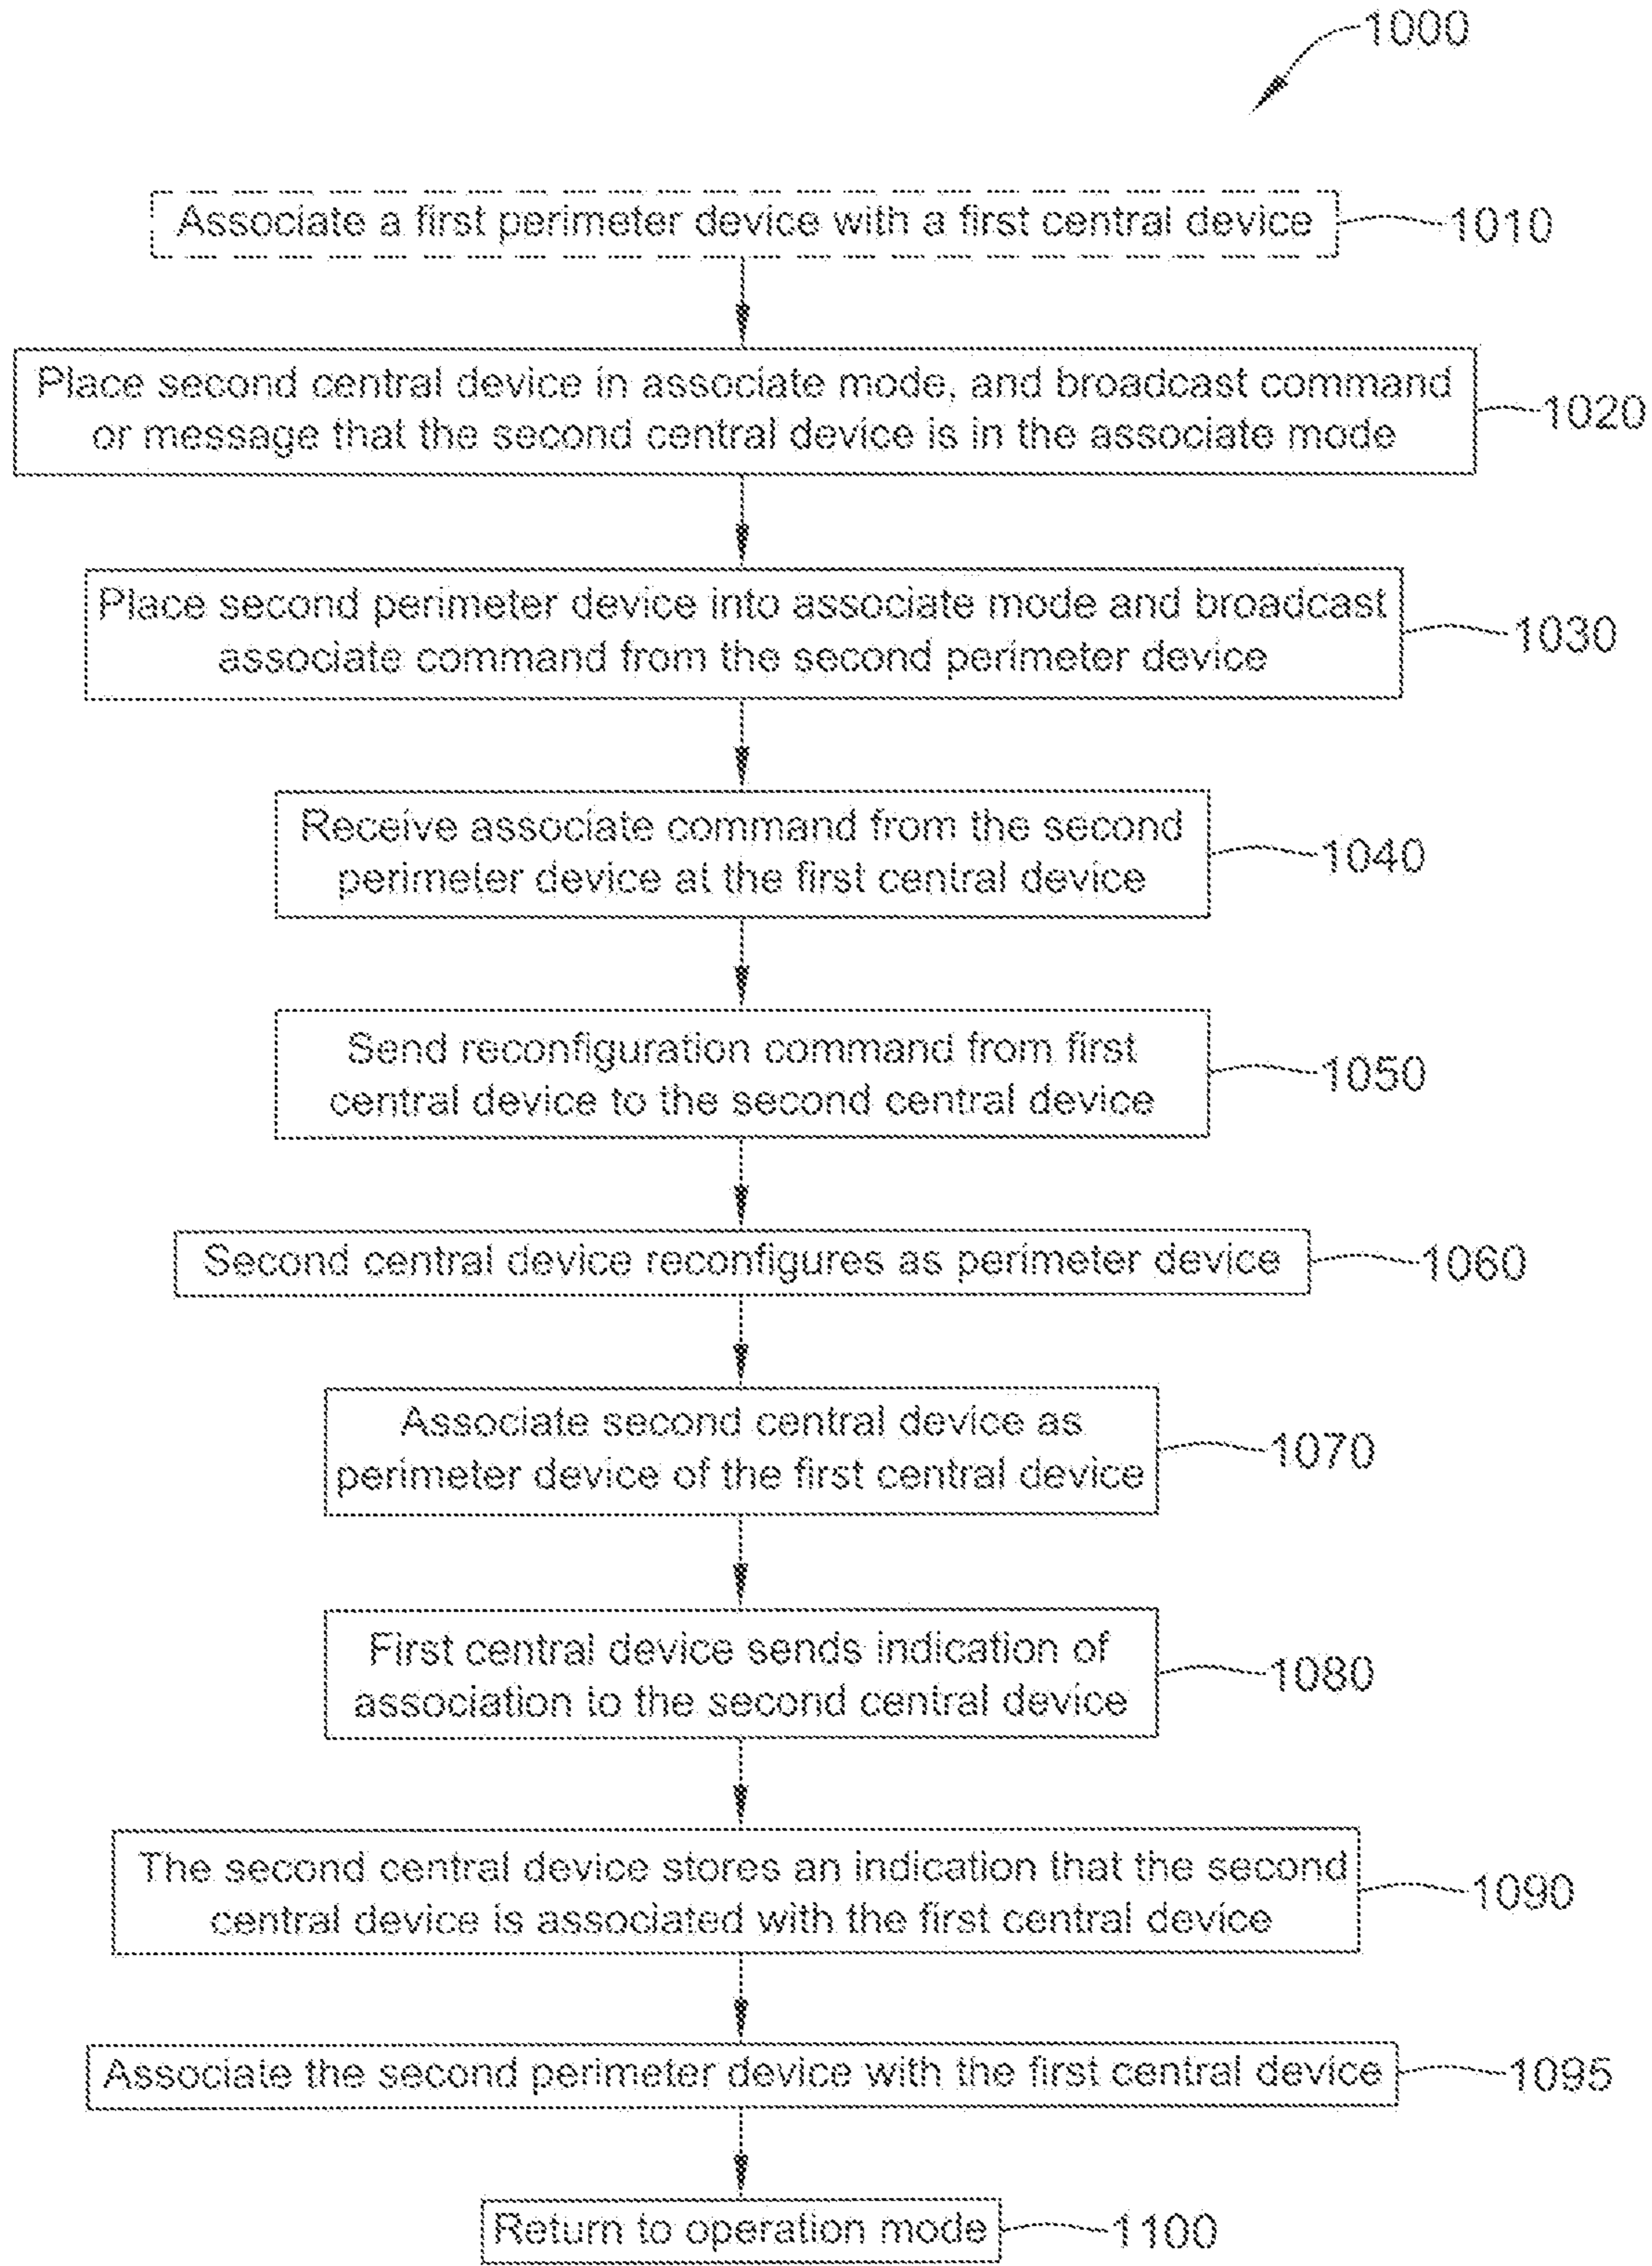 1000
Associate a first perimeter device with a first central device
1010
Place second central device in associate mode, and broadcast command
or message that the second central device is in the associate mode
1020
Place second perimeter device into associate mode and broadcast
associate command from the second perimeter device
1030
Receive associate command from the second
perimeter device at the first central device
1040
Send reconfiguration command from first
central device to the second central device
1050
Second central device reconfigures as perimeter device
1060
Associate second central device as
perimeter device of the first central device
1070
First central device sends indication of
association to the second central device
1080
The second central device stores an indication that the second
central device is associated with the first central device
1090
Associate the second perimeter device with the first central device
1095
Return to operation mode
1100